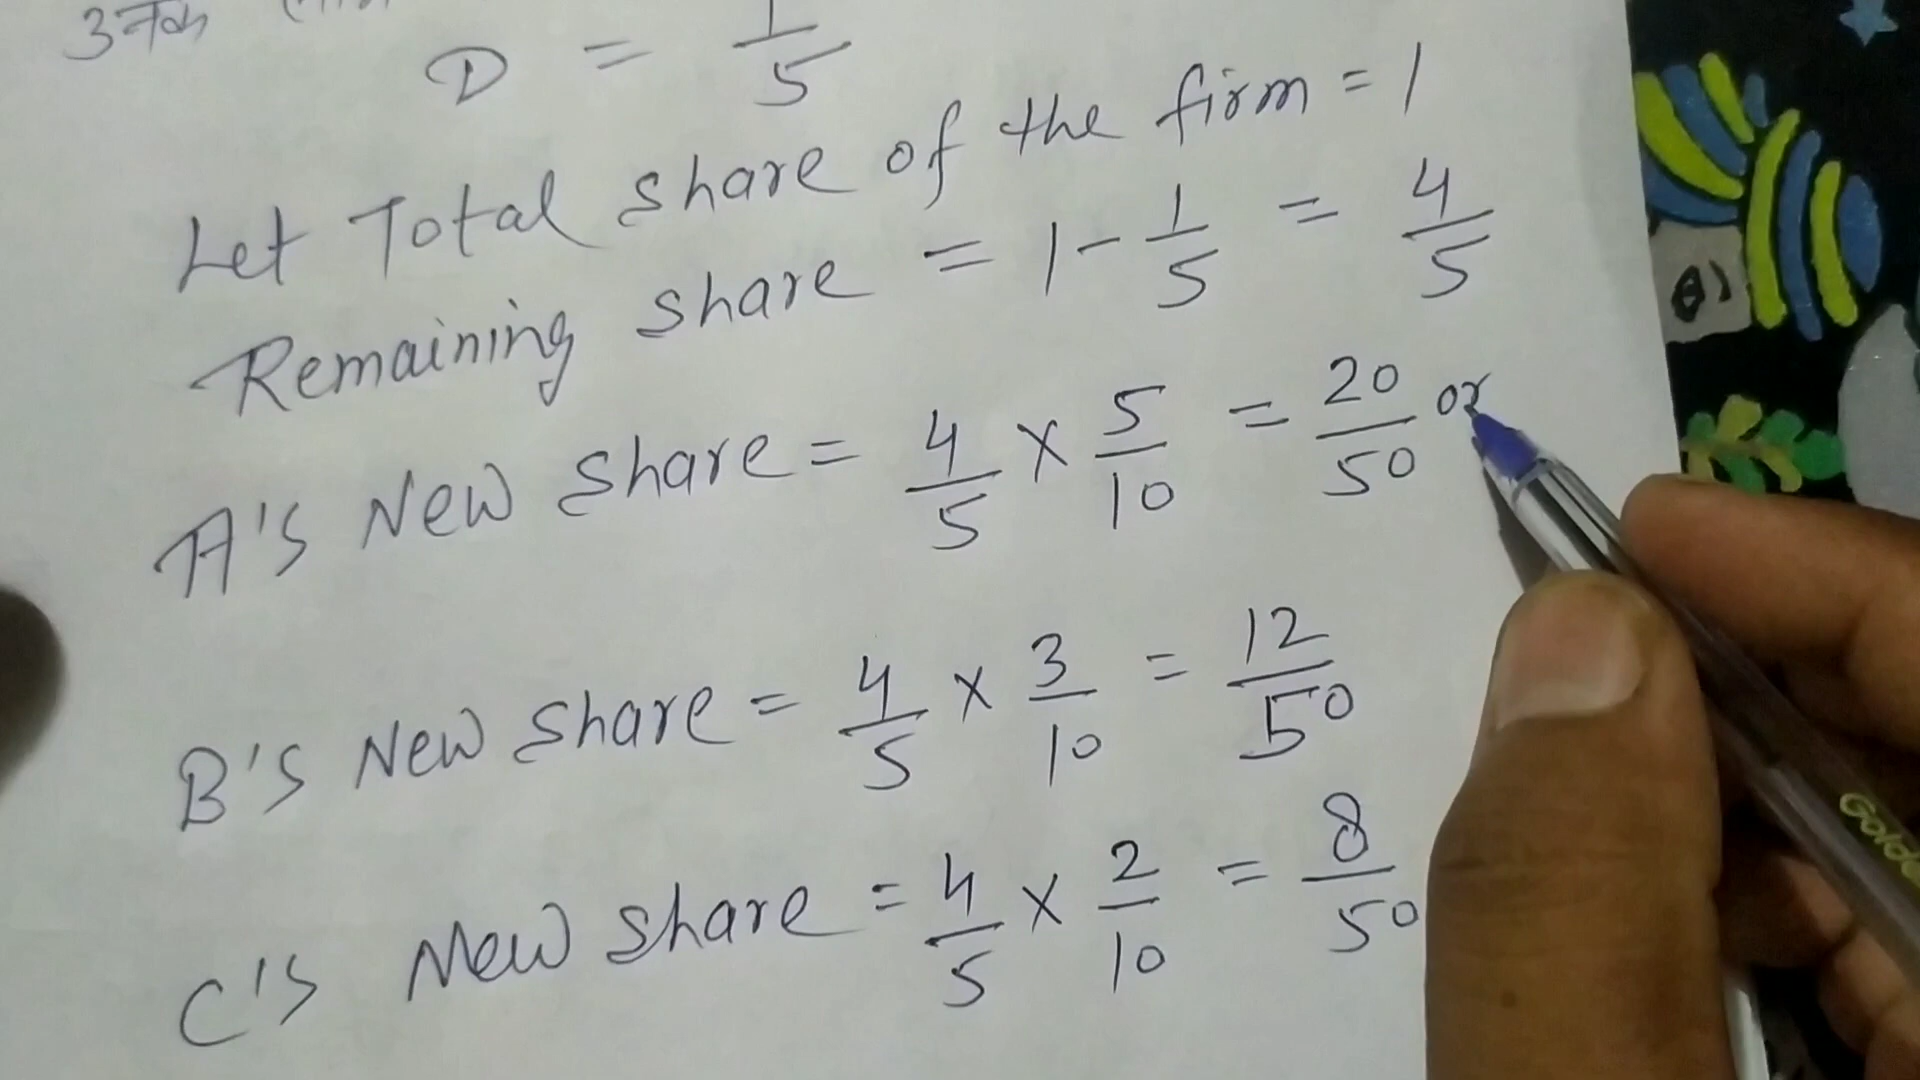 उनका
D = 1/5
Let Total share of the firm = 1
Remaining share = 1 - 1/5 = 4/5
A's New share = 4/5 × 5/10 = 20/50 or
B's New share = 4/5 × 3/10 = 12/50
C's New share = 4/5 × 2/10 = 8/50